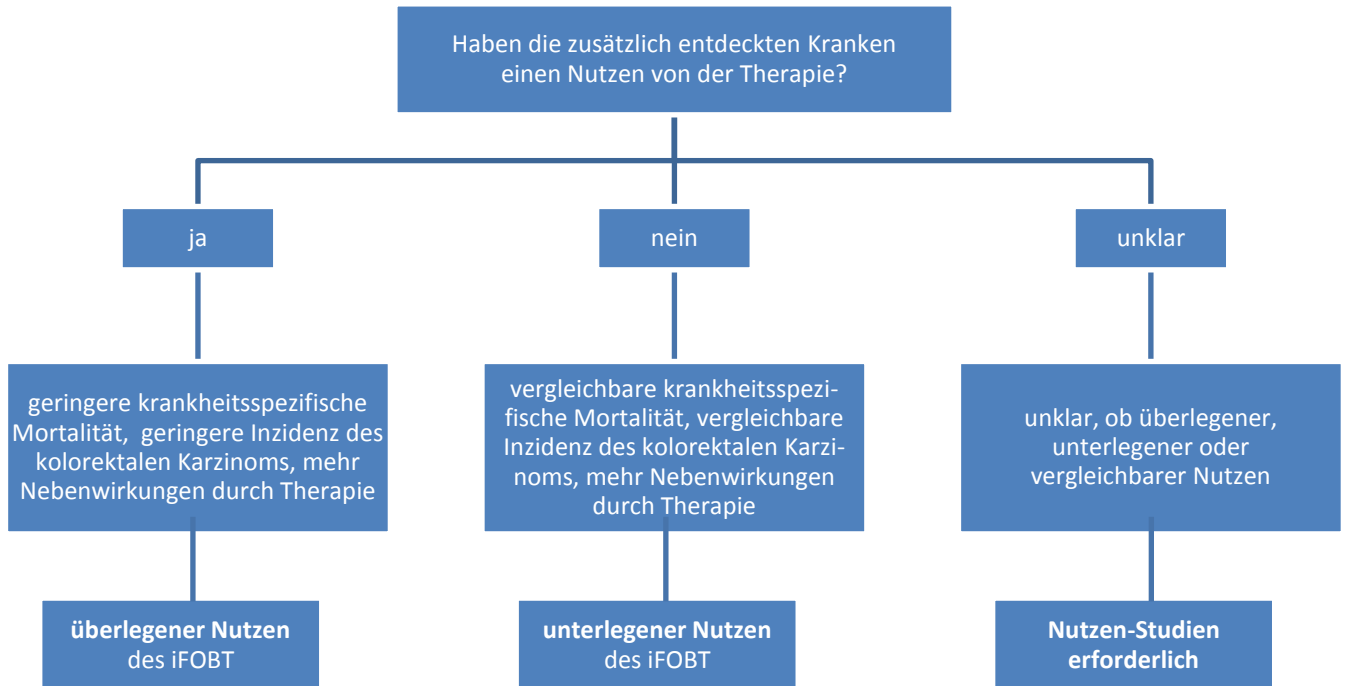 Haben die zusätzlich entdeckten Kranken
einen Nutzen von der Therapie?
ja
nein
unklar
geringere krankheitsspezifische
Mortalität, geringere Inzidenz des
kolorektalen Karzinoms, mehr
Nebenwirkungen durch Therapie
vergleichbare krankheitsspezi-
fische Mortalität, vergleichbare
Inzidenz des kolorektalen Karzi-
noms, mehr Nebenwirkungen
durch Therapie
unklar, ob überlegener,
unterlegener oder
vergleichbarer Nutzen
überlegener Nutzen
des iFOBT
unterlegener Nutzen
des iFOBT
Nutzen-Studien
erforderlich